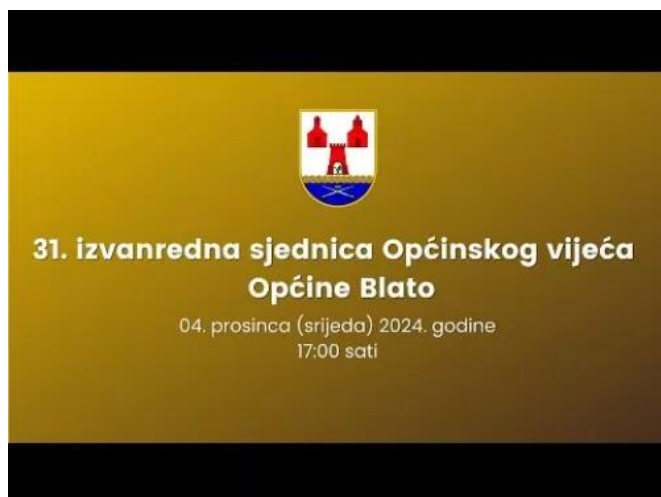 31. izvanredna sjednica Općinskog vijeća
Općine Blato
04. prosinca (srijeda) 2024. godine
17:00 sati